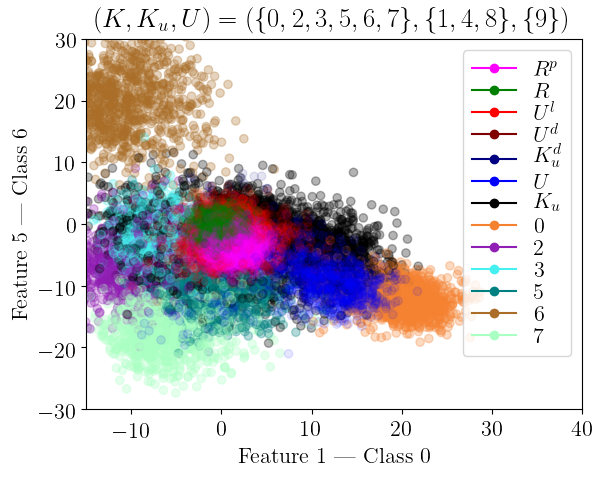 (K, K_u, U) = ({0, 2, 3, 5, 6, 7}, {1, 4, 8}, {9})
30
20
10
0
−10
−20
−30
Feature 5 — Class 6
−10
0
10
20
30
40
Feature 1 — Class 0
R^p
R
U^l
U^d
K_u^d
U
K_u
0
2
3
5
6
7